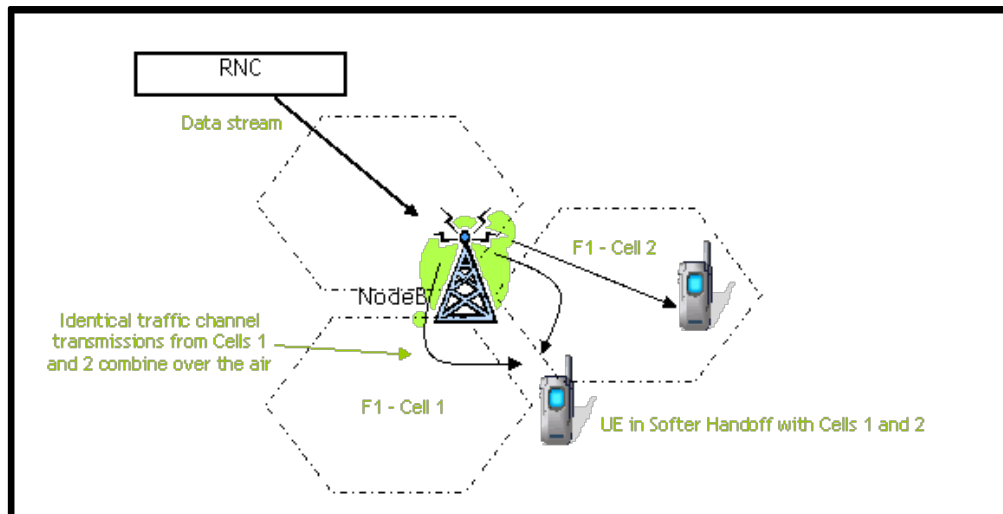 RNC
Data stream
F1 - Cell 2
NodeB
Identical traffic channel
transmissions from Cells 1
and 2 combine over the air
F1 - Cell 1
UE in Softer Handoff with Cells 1 and 2